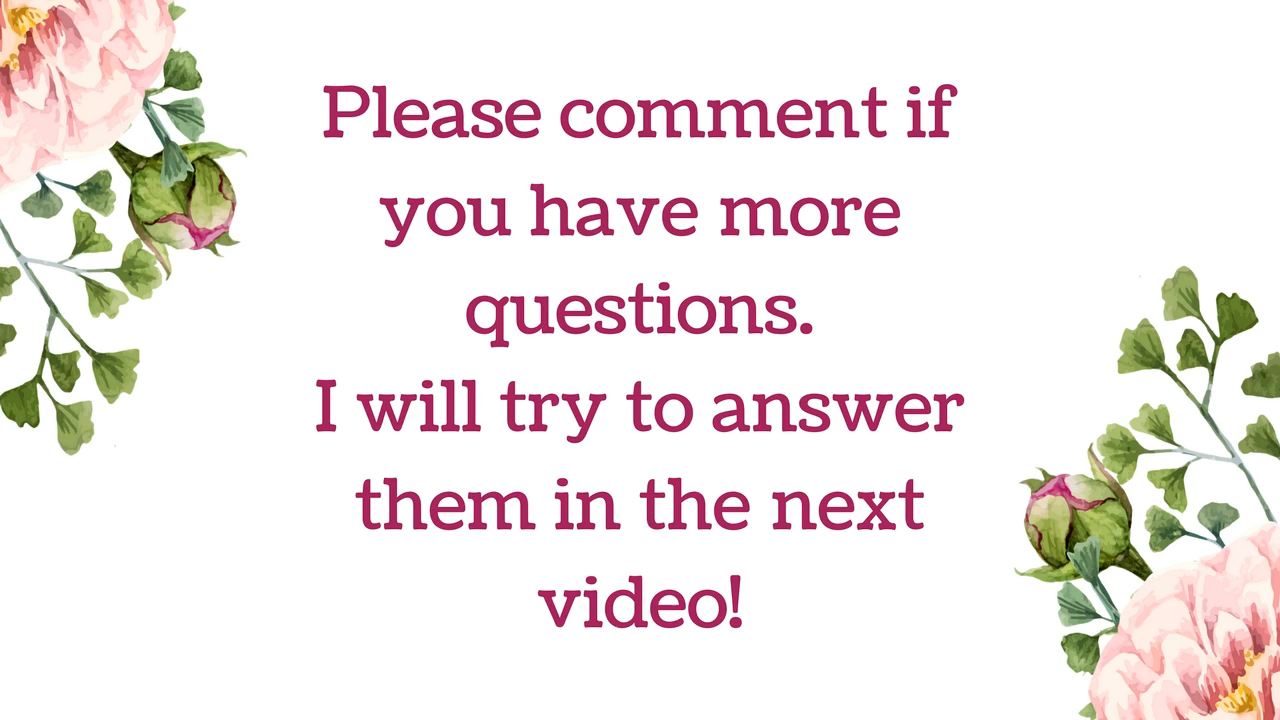 Please comment if
you have more
questions.
I will try to answer
them in the next
video!